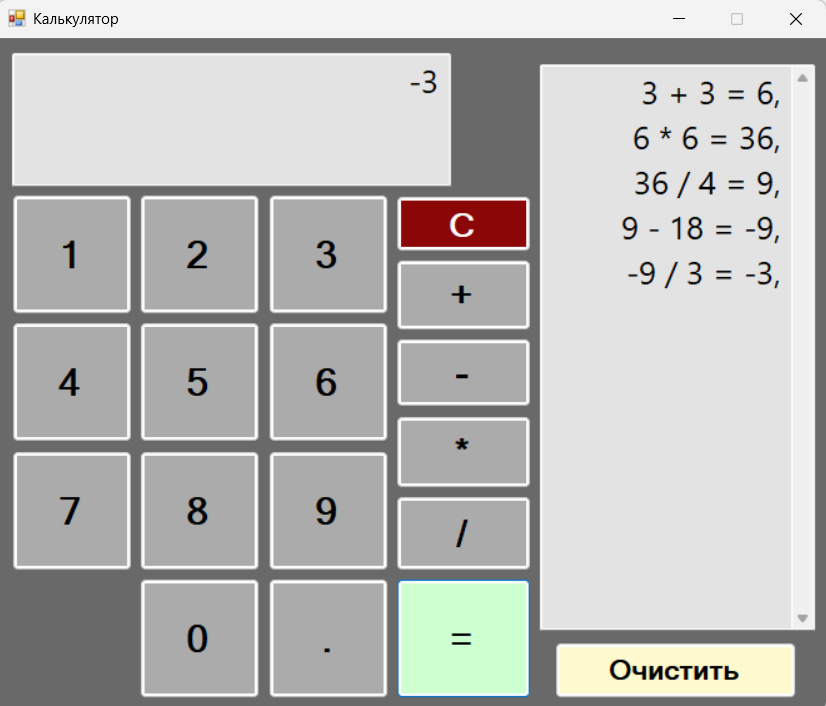 Калькулятор
-3
3 + 3 = 6,
6 * 6 = 36,
36 / 4 = 9,
9 - 18 = -9,
-9 / 3 = -3,
1 2 3 C
+
4 5 6 -
*
7 8 9 /
0 . =
Очистить